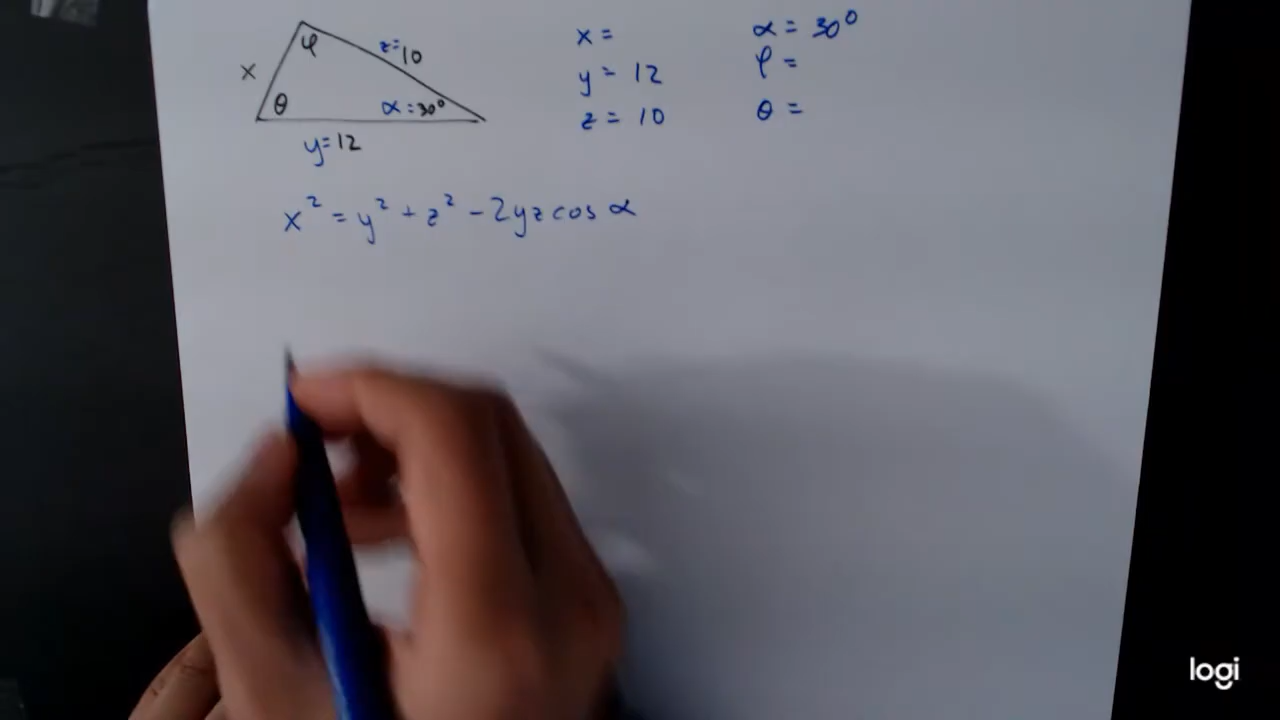 φ
z=10
x
θ
α=30°
y=12
x =
y = 12
z = 10
α = 30°
φ =
θ =
x² = y² + z² - 2yz cos α
logi